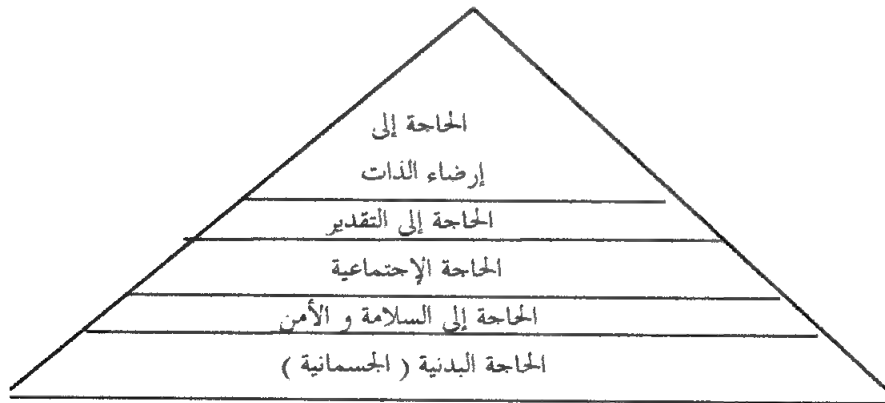 الحاجة إلى
إرضاء الذات
الحاجة إلى التقدير
الحاجة الإجتماعية
الحاجة إلى السلامة و الأمن
الحاجة البدنية ( الجسمانية )